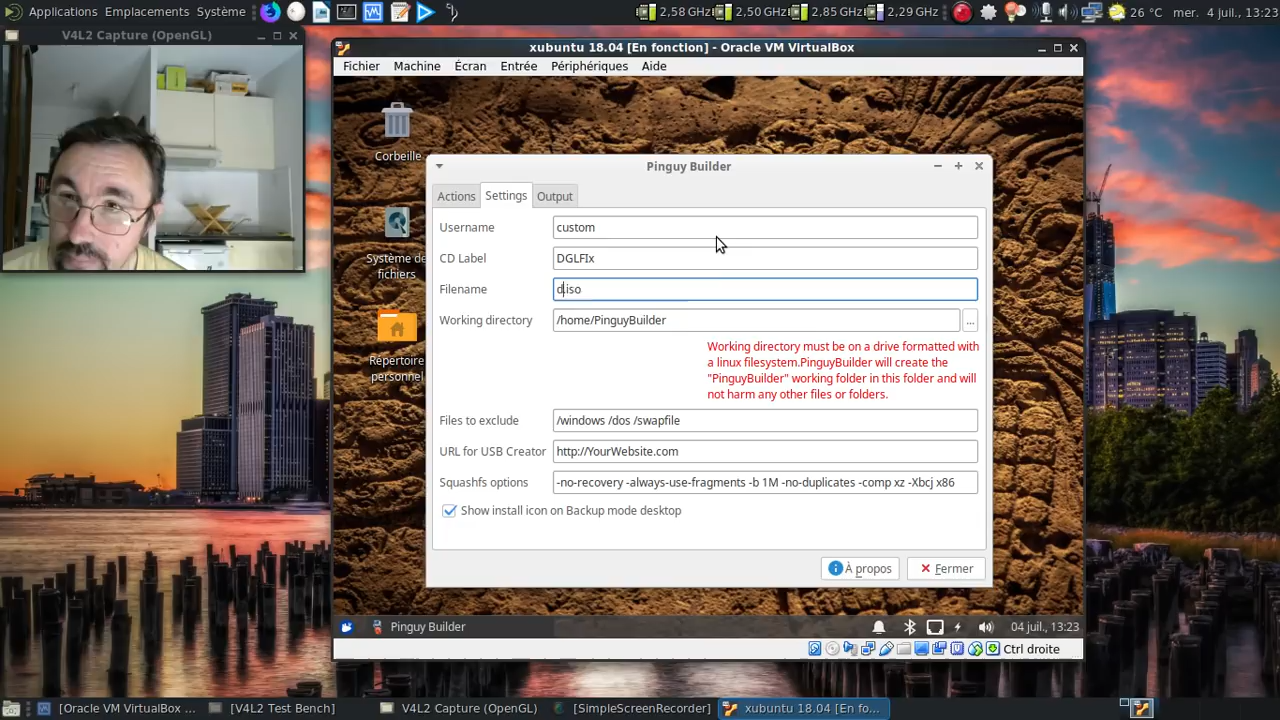 Applications Emplacements Système
2,58 GHz 2,50 GHz 2,85 GHz 2,29 GHz
26 °C mer. 4 juil., 13:23
V4L2 Capture (OpenGL)
xubuntu 18.04 [En fonction] - Oracle VM VirtualBox
Fichier Machine Écran Entrée Périphériques Aide
Corbeille
Système de
fichiers
Répertoire
personnel
Pinguy Builder
Actions Settings Output
Username custom
CD Label DGLFIx
Filename d.iso
Working directory /home/PinguyBuilder ...
Working directory must be on a drive formatted with
a linux filesystem.PinguyBuilder will create the
"PinguyBuilder" working folder in this folder and will
not harm any other files or folders.
Files to exclude /windows /dos /swapfile
URL for USB Creator http://YourWebsite.com
Squashfs options -no-recovery -always-use-fragments -b 1M -no-duplicates -comp xz -Xbcj x86
Show install icon on Backup mode desktop
À propos Fermer
Pinguy Builder 04 juil., 13:23
Ctrl droite
[Oracle VM VirtualBox ... [V4L2 Test Bench] V4L2 Capture (OpenGL) [SimpleScreenRecorder] xubuntu 18.04 [En fo...